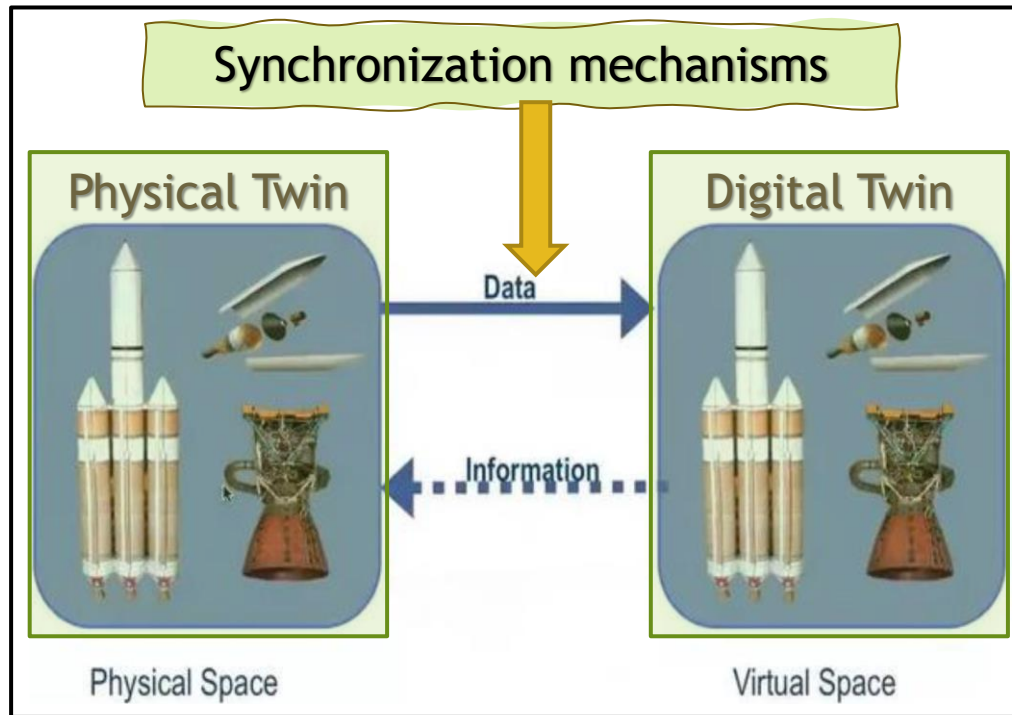 Synchronization mechanisms
Physical Twin
Digital Twin
Data
Information
Physical Space
Virtual Space